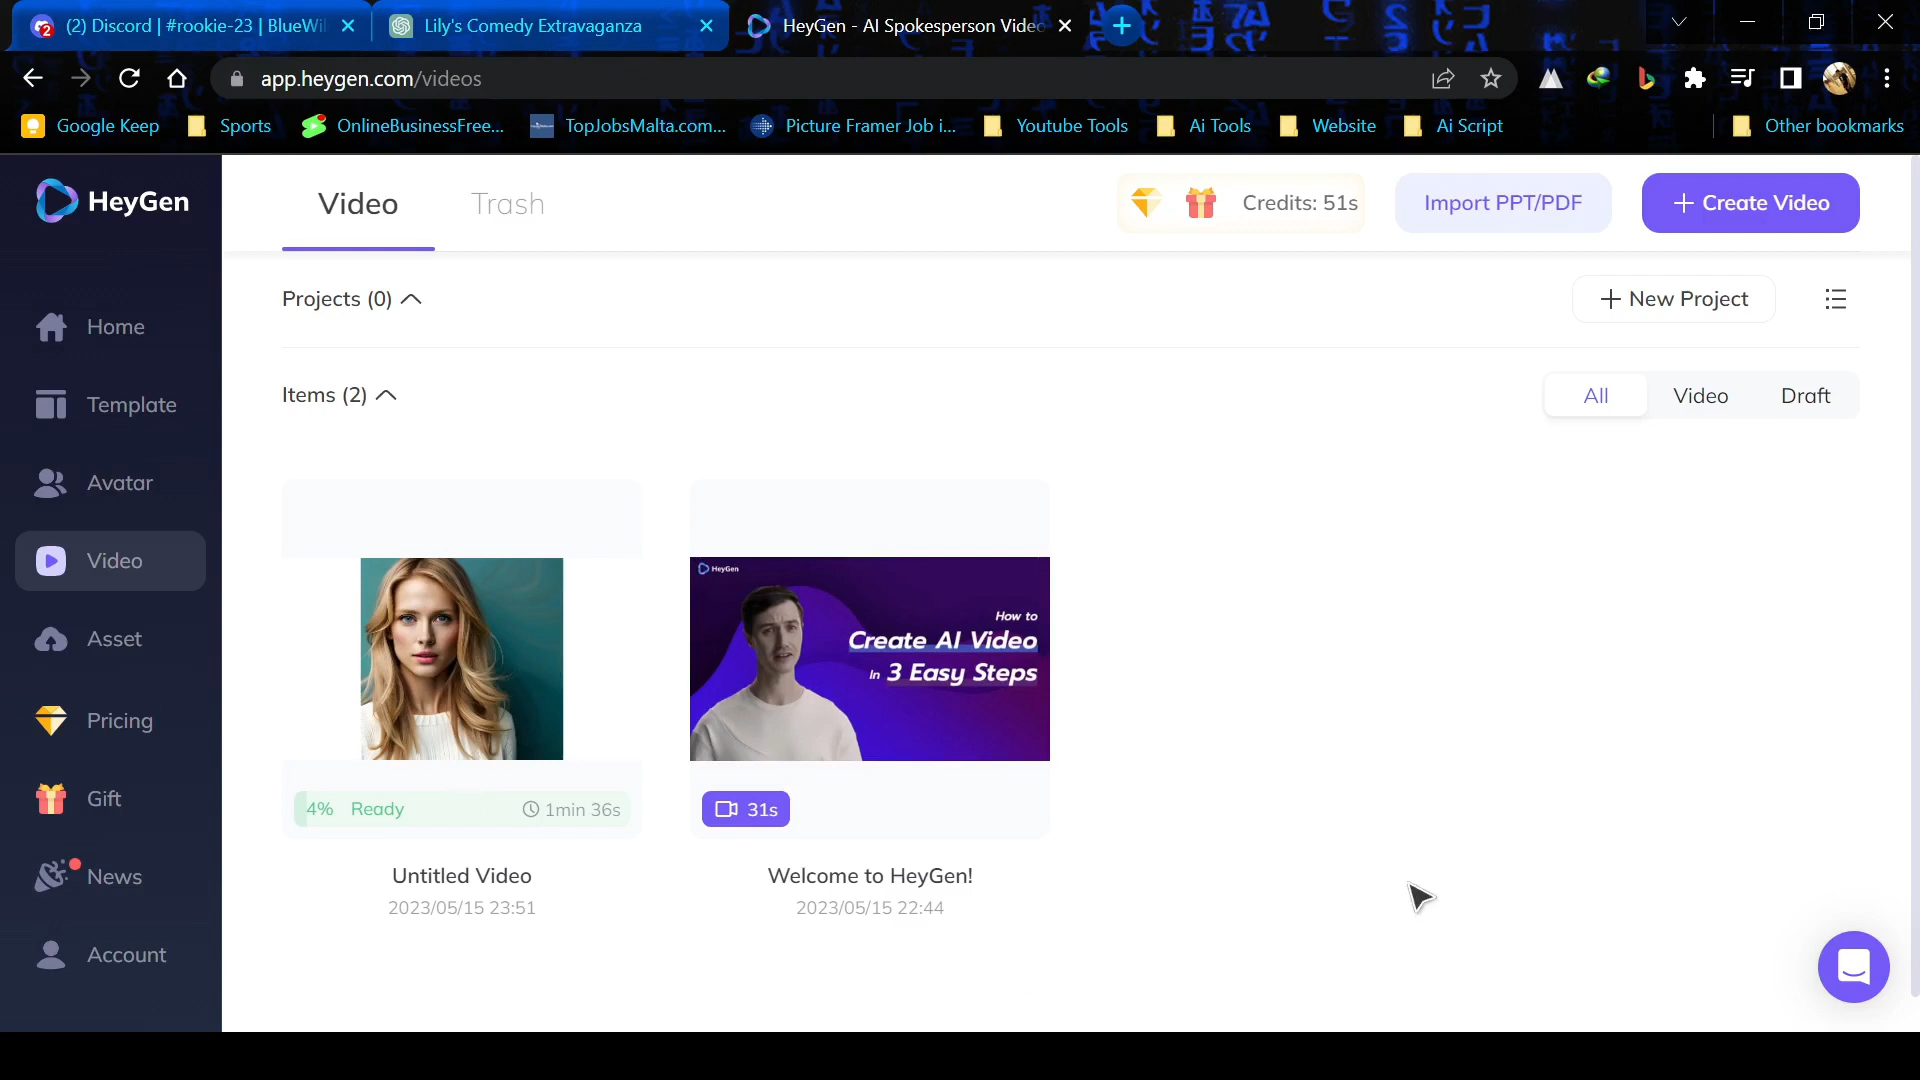 2
(2) Discord | #rookie-23 | BlueWil
Lily's Comedy Extravaganza
HeyGen - AI Spokesperson Vide
app.heygen.com/videos
Google Keep
Sports
OnlineBusinessFree...
TopJobsMalta.com...
Picture Framer Job i...
Youtube Tools
Ai Tools
Website
Ai Script
Other bookmarks
HeyGen
Video
Trash
Credits: 51s
Import PPT/PDF
+ Create Video
Projects (0)
+ New Project
Home
Items (2)
All
Video
Draft
Template
Avatar
Video
Asset
Pricing
Gift
News
Account
HeyGen
How to
Create AI Video
In 3 Easy Steps
4% Ready
1min 36s
31s
Untitled Video
2023/05/15 23:51
Welcome to HeyGen!
2023/05/15 22:44